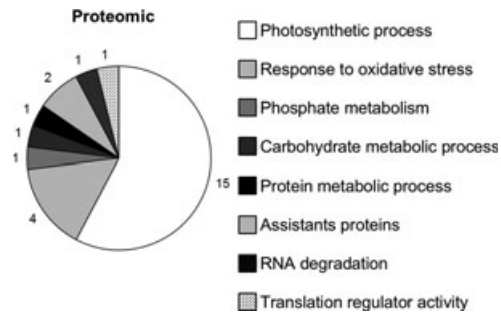 Proteomic
1
1
2
1
1
1
4
15
Photosynthetic process
Response to oxidative stress
Phosphate metabolism
Carbohydrate metabolic process
Protein metabolic process
Assistants proteins
RNA degradation
Translation regulator activity